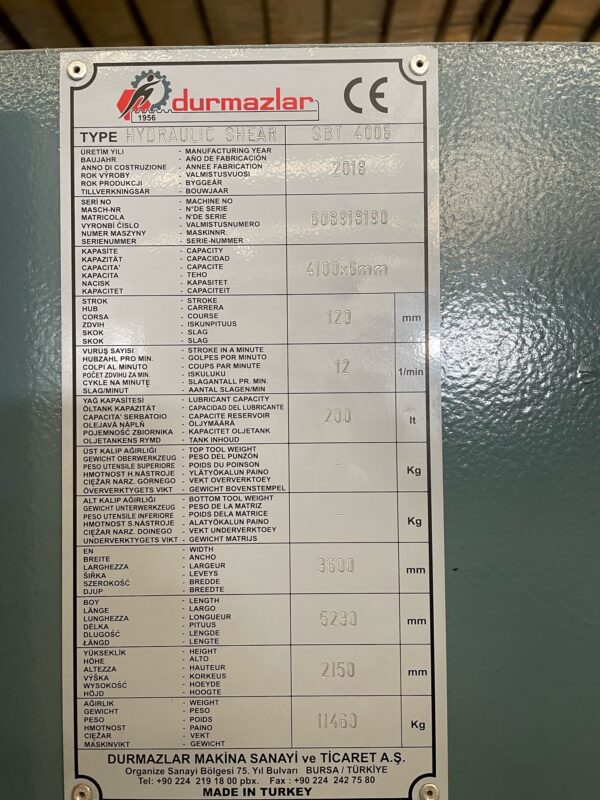 durmazlar
1956
CE
TYPE HYDRAULIC SHEAR SBT 4006
ÜRETİM YILI - MANUFACTURING YEAR
BAUJAHR - AÑO DE FABRICACIÓN
ANNO DI COSTRUZIONE - ANNEE FABRICATION
ROK VÝROBY - VALMISTUSVUOSI
ROK PRODUKCJI - BYGGEAR
TILLVERKNINGSÅR - BOUWJAAR
2018
SERİ NO - MACHINE NO
MASCH-NR - N°DE SERIE
MATRICOLA - N'DE SERIE
VYRONBİ ČİSLO - VALMISTUSNUMERO
NUMER MASZYNY - MASKINNR.
SERIENUMMER - SERIE-NUMMER
KAPASİTE - CAPACITY
KAPAZITÄT - CAPACIDAD
CAPACITA' - CAPACITE
KAPACITA - TEHO
NACISK - KAPASITET
KAPACITET - CAPACITEIT
4100x6mm
STROK - STROKE
HUB - CARRERA
CORSA - COURSE
ZDVIH - ISKUNPITUUS
SKOK - SLAG
SKOK - SLAG
120 mm
VURUŞ SAYISI - STROKE IN A MINUTE
HUBZAHL PRO MIN. - GOLPES POR MINUTO
COLPI AL MINUTO - COUPS PAR MINUTE
POČET ZDVIHU ZA MIN. - ISKULUKU
CYKLE NA MINUTĘ - SLAGANTALL PR. MIN.
SLAG/MINUT - AANTAL SLAGEN/MIN
12 1/min
YAĞ KAPASİTESİ - LUBRICANT CAPACITY
ÖLTANK KAPAZITÄT - CAPACIDAD DEL LUBRICANTE
CAPACITA' SERBATOIO - CAPACITE RESERVOIR
OLEJAVÁ NÁPLŇ - ÖLJYMÄÄRÄ
POJEMNOŚĆ ZBIORNIKA - KAPACITET OLJETANK
OLJETANKENS RYMD - TANK INHOUD
200 lt
ÜST KALIP AĞIRLIĞI - TOP TOOL WEIGHT
GEWICHT OBERWERKZEUG - PESO DEL PUNZÓN
PESO UTENSILE SUPERIORE - POIDS DU POINSON
HMOTNOST H.NÁSTROJE - YLÄTYÖKALUN PAINO
CIĘŻAR NARZ. GÓRNEGO - VEKT OVERVERKTOEY
ÖVERVERKTYGETS VIKT - GEWICHT BOVENSTEMPEL
- Kg
ALT KALIP AĞIRLIĞI - BOTTOM TOOL WEIGHT
GEWICHT UNTERWERKZEUG - PESO DE LA MATRIZ
PESO UTENSILE INFERIORE - POIDS DELA MATRICE
HMOTNOST S.NÁSTROJE - ALATYÖKALUN PAINO
CIĘŻAR NARZ. DOINEGO - VEKT UNDERVERKTOEY
UNDERVERKTYGETS VIKT - GEWICHT MATRIJS
- Kg
EN - WIDTH
BREITE - ANCHO
LARGHEZZA - LARGEUR
ŠIŘKA - LEVEYS
SZEROKOŚĆ - BREDDE
DJUP - BREEDTE
3600 mm
BOY - LENGTH
LÄNGE - LARGO
LUNGHEZZA - LONGUEUR
DÉLKA - PITUUS
DLUGOŚĆ - LENGDE
LÄNGD - LENGTE
5230 mm
YÜKSEKLİK - HEIGHT
HÖHE - ALTO
ALTEZZA - HAUTEUR
VÝŠKA - KORKEUS
WYSOKOŚĆ - HOEYDE
HÖJD - HOOGTE
2150 mm
AĞIRLIK - WEIGHT
GEWICHT - PESO
PESO - POIDS
HMOTNOST - PAINO
CIĘŻAR - VEKT
MASKINVIKT - GEWICHT
11460 Kg
DURMAZLAR MAKİNA SANAYİ ve TİCARET A.Ş.
Organize Sanayi Bölgesi 75. Yıl Bulvarı BURSA / TÜRKİYE
Tel: +90 224 219 18 00 pbx. Fax : +90 224 242 75 80
MADE IN TURKEY